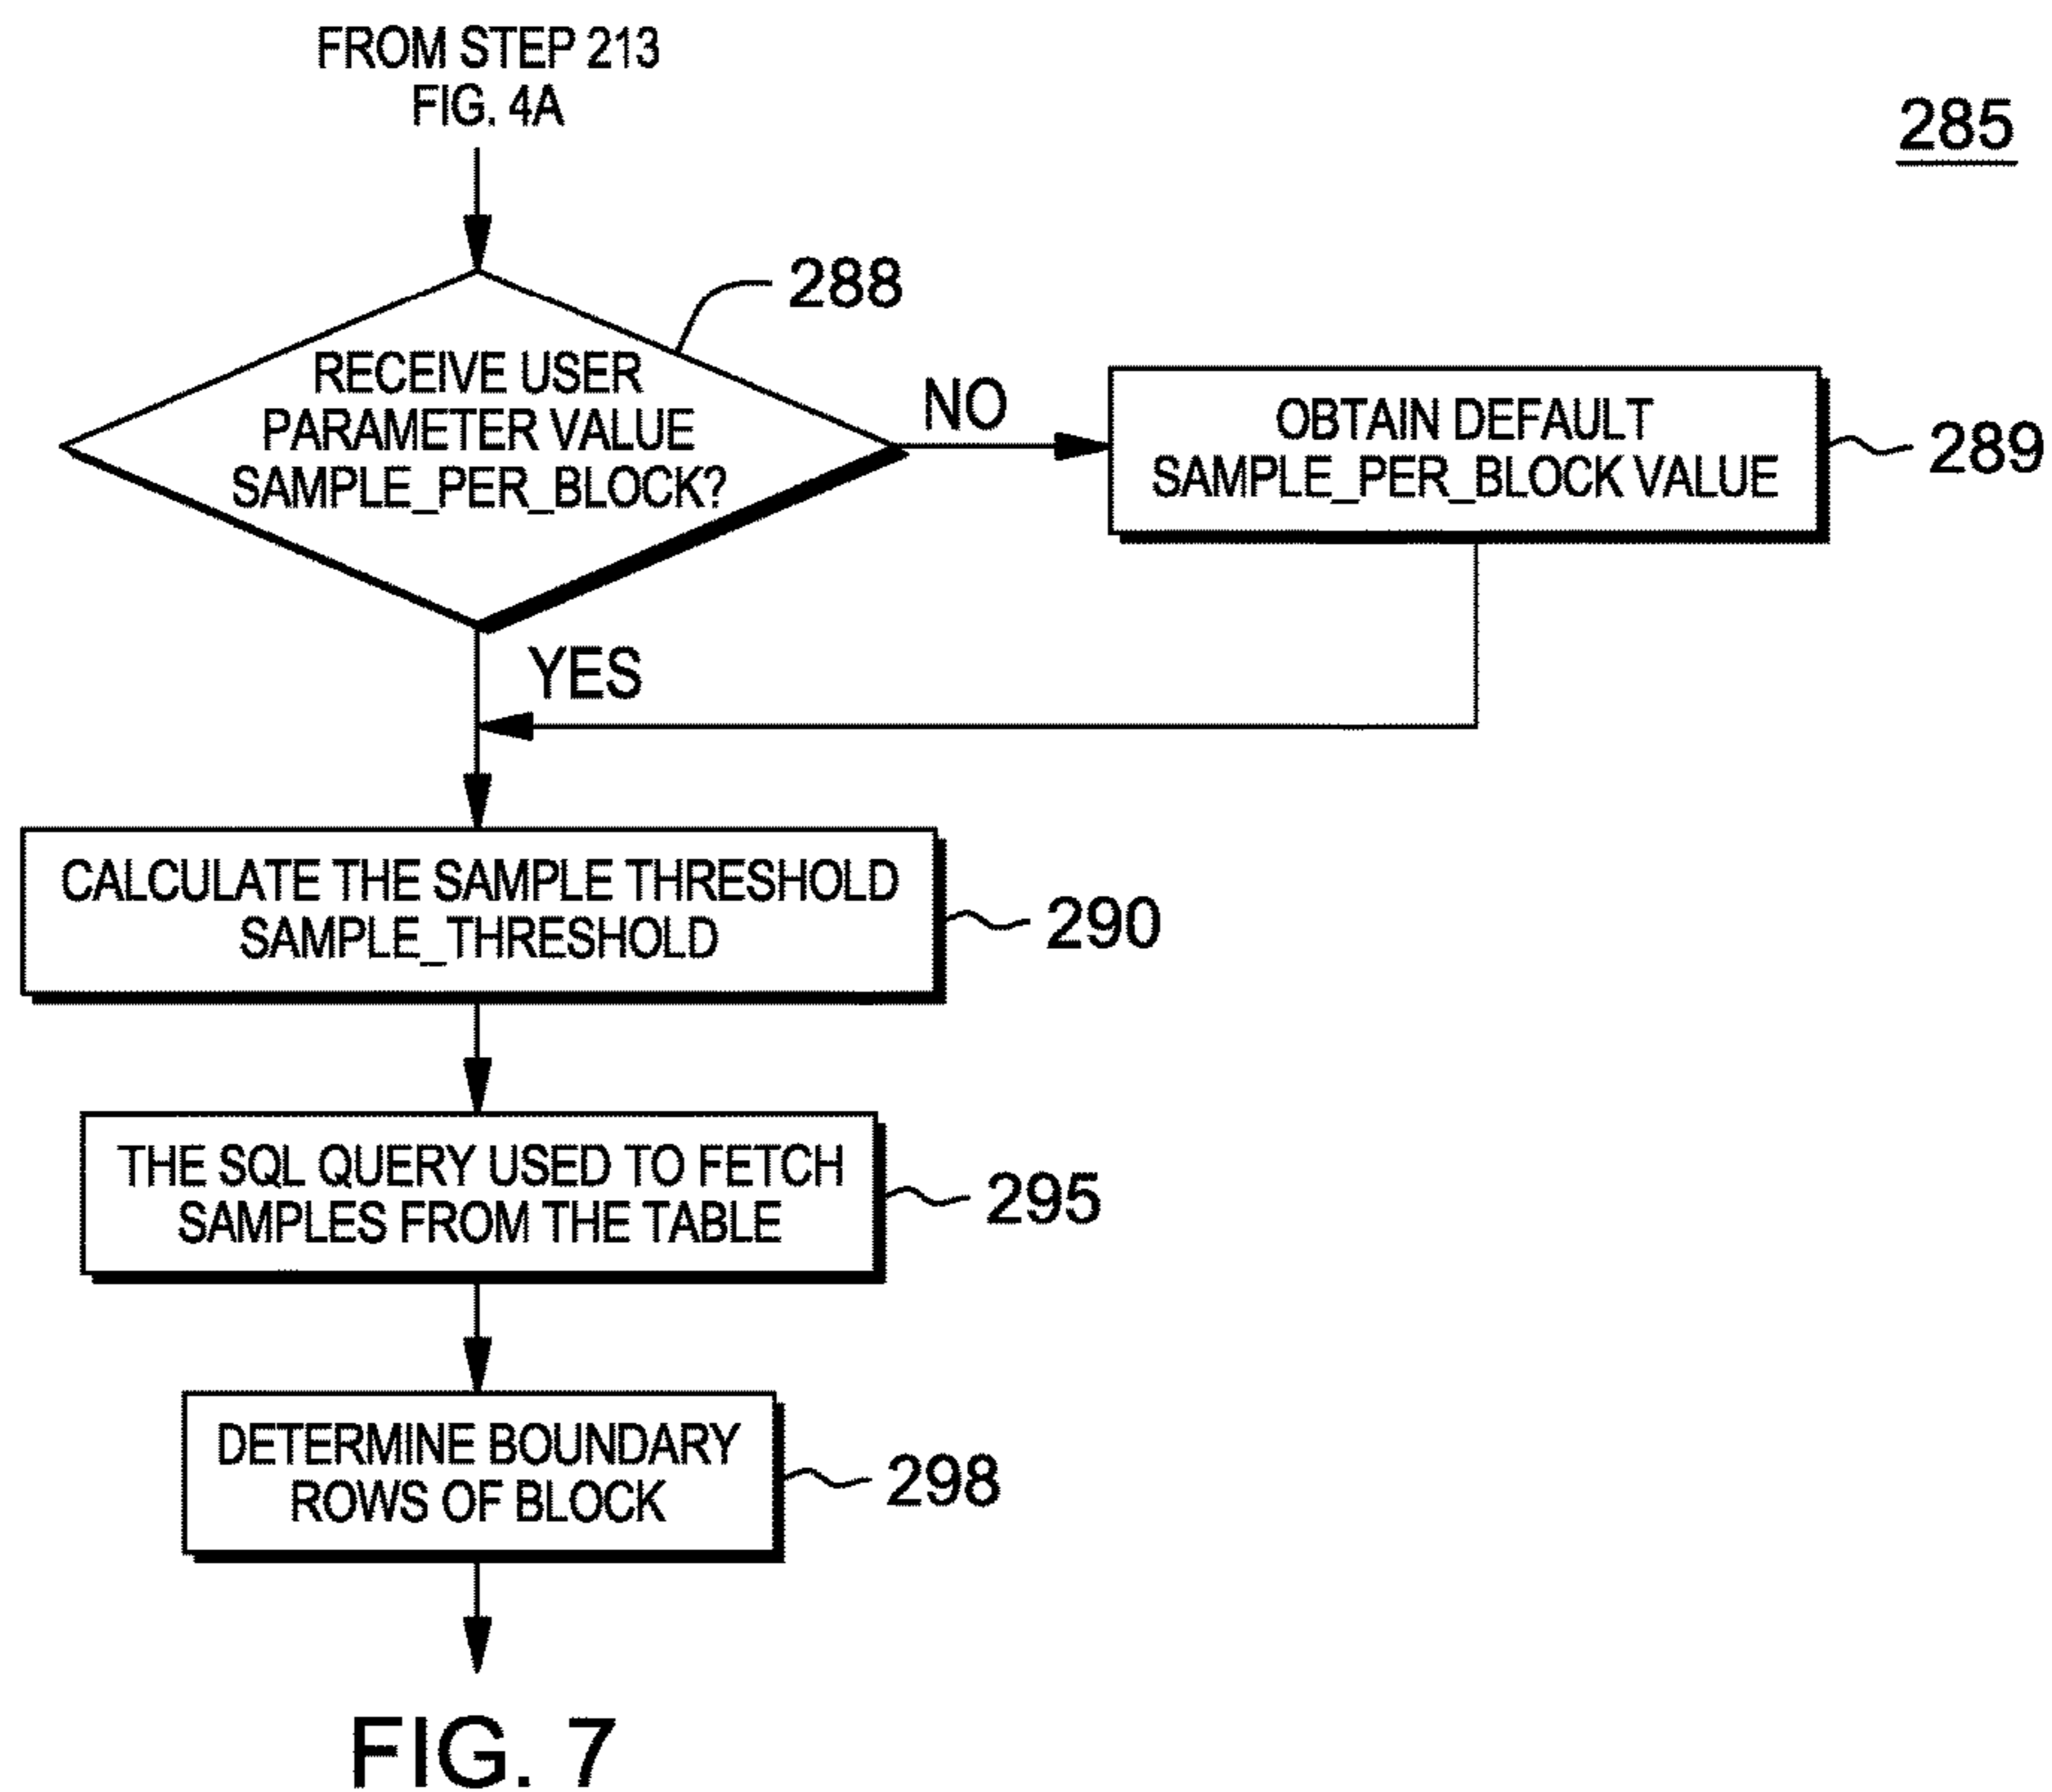 FROM STEP 213
FIG. 4A
285
288
RECEIVE USER
PARAMETER VALUE
SAMPLE_PER_BLOCK?
NO
OBTAIN DEFAULT
SAMPLE_PER_BLOCK VALUE
289
YES
CALCULATE THE SAMPLE THRESHOLD
SAMPLE_THRESHOLD
290
THE SQL QUERY USED TO FETCH
SAMPLES FROM THE TABLE
295
DETERMINE BOUNDARY
ROWS OF BLOCK
298
FIG. 7